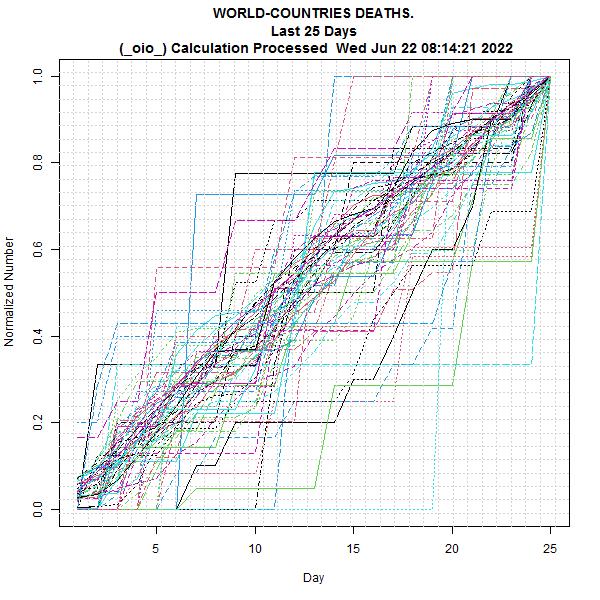 WORLD-COUNTRIES DEATHS.
Last 25 Days
(_oio_) Calculation Processed  Wed Jun 22 08:14:21 2022
Normalized Number
1.0
0.8
0.6
0.4
0.2
0.0
5 10 15 20 25
Day